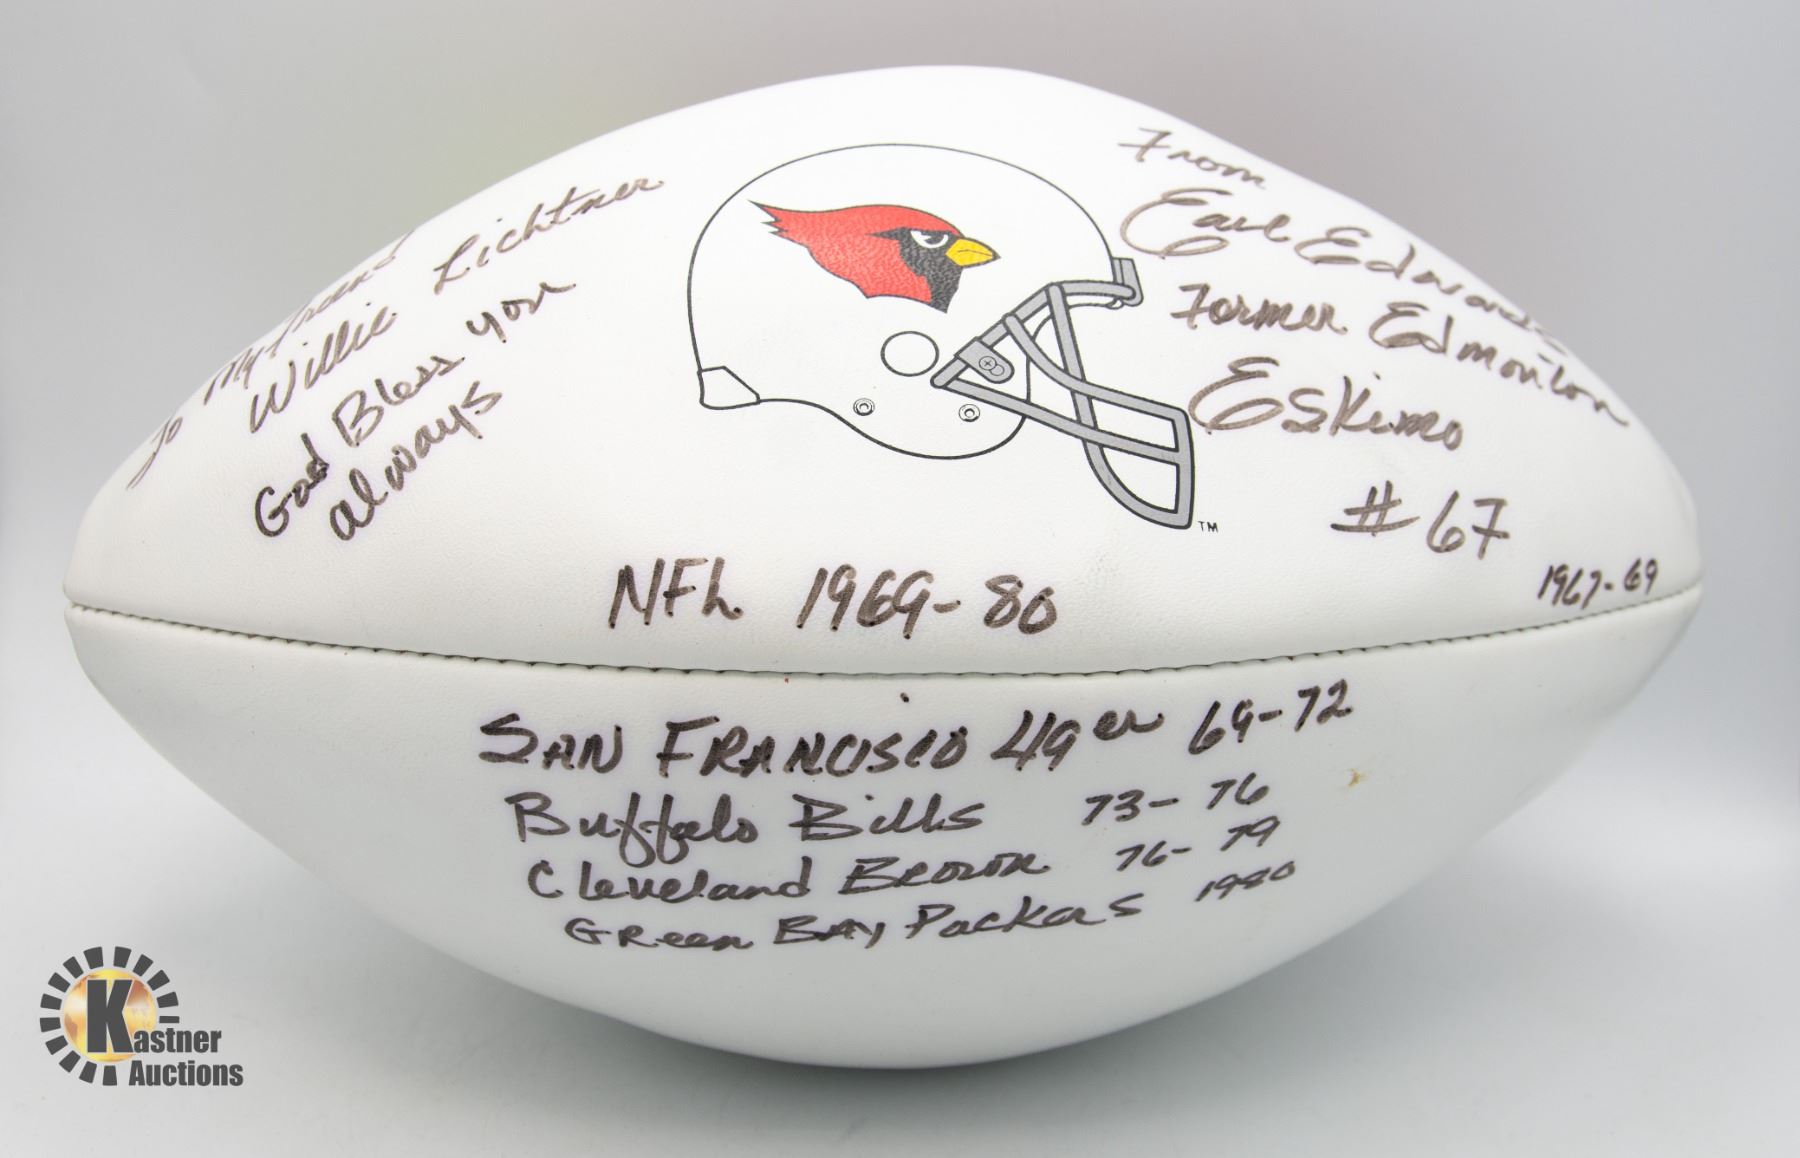 To My Friend
Willie Lichtner
God Bless you
always
From
Earl Edwards
Former Edmonton
Eskimo
#67
1967-69
TM
NFL 1969-80
SAN FRANCISCO 49er 69-72
Buffalo Bills 73-76
Cleveland Brown 76-79
Green Bay Packers 1980
Kastner
Auctions